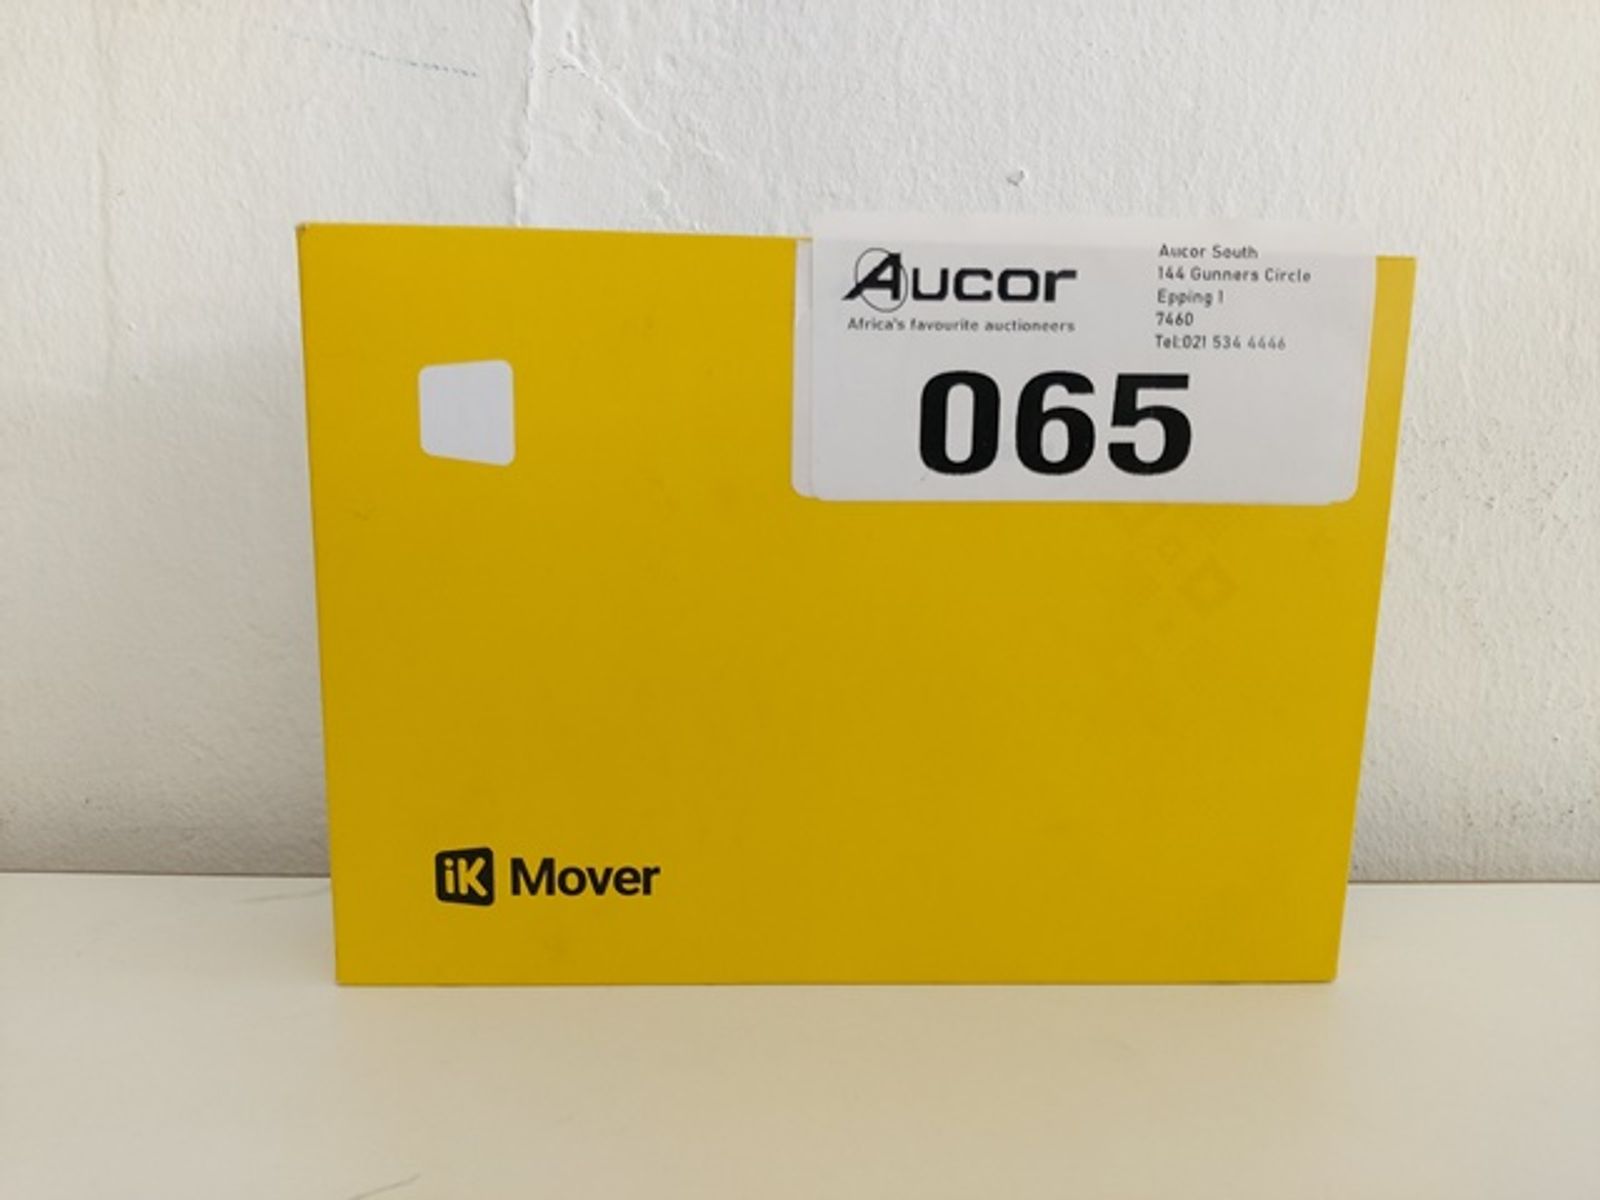 Aucor
Africa's favourite auctioneers
Aucor South
144 Gunners Circle
Epping 1
7460
Tel:021 534 4446
065
iK Mover